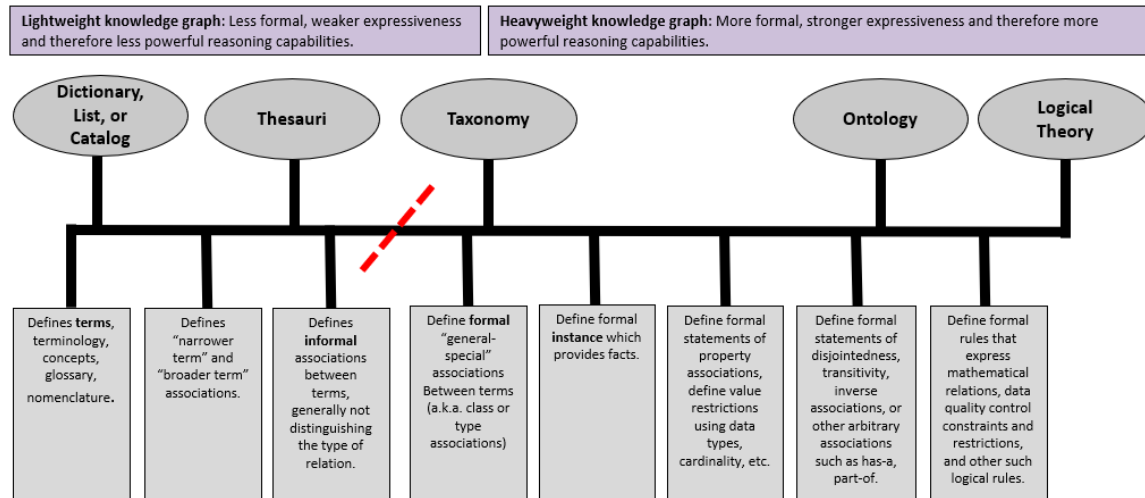 Lightweight knowledge graph: Less formal, weaker expressiveness
and therefore less powerful reasoning capabilities.
Heavyweight knowledge graph: More formal, stronger expressiveness and therefore more
powerful reasoning capabilities.
Dictionary,
List, or
Catalog
Thesauri
Taxonomy
Ontology
Logical
Theory
Defines terms,
terminology,
concepts,
glossary,
nomenclature.
Defines
“narrower
term” and
“broader term”
associations.
Defines
informal
associations
between
terms,
generally not
distinguishing
the type of
relation.
Define formal
“general-
special”
associations
Between terms
(a.k.a. class or
type associations)
Define formal
instance which
provides facts.
Define formal
statements of
property
associations,
define value
restrictions
using data
types,
cardinality, etc.
Define formal
statements of
disjointedness,
transitivity,
inverse
associations, or
other arbitrary
associations
such as has-a,
part-of.
Define formal
rules that
express
mathematical
relations, data
quality control
constraints and
restrictions,
and other such
logical rules.